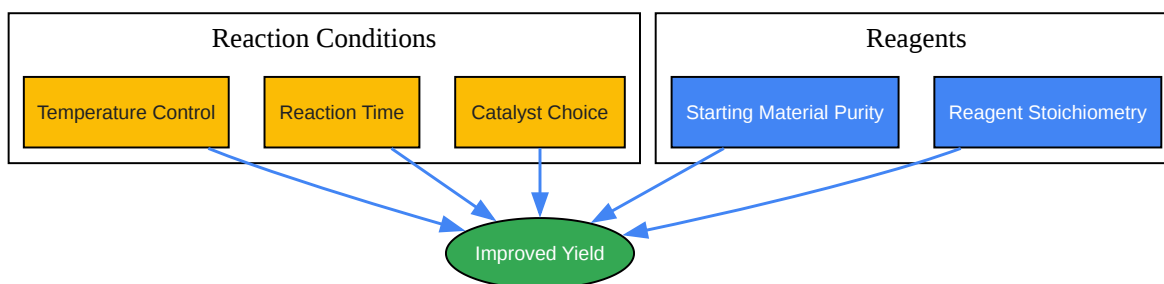 Reaction Conditions
Reagents
Temperature Control
Reaction Time
Catalyst Choice
Starting Material Purity
Reagent Stoichiometry
Improved Yield